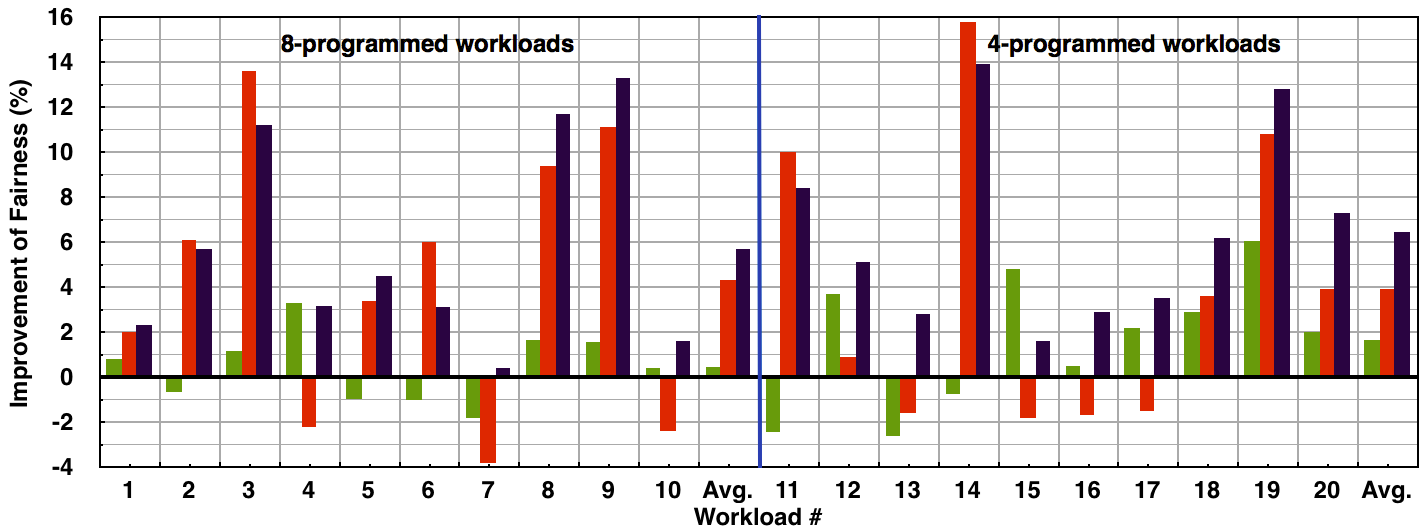 8-programmed workloads
4-programmed workloads
Improvement of Fairness (%)
16
14
12
10
8
6
4
2
0
-2
-4
1 2 3 4 5 6 7 8 9 10 Avg. 11 12 13 14 15 16 17 18 19 20 Avg.
Workload #